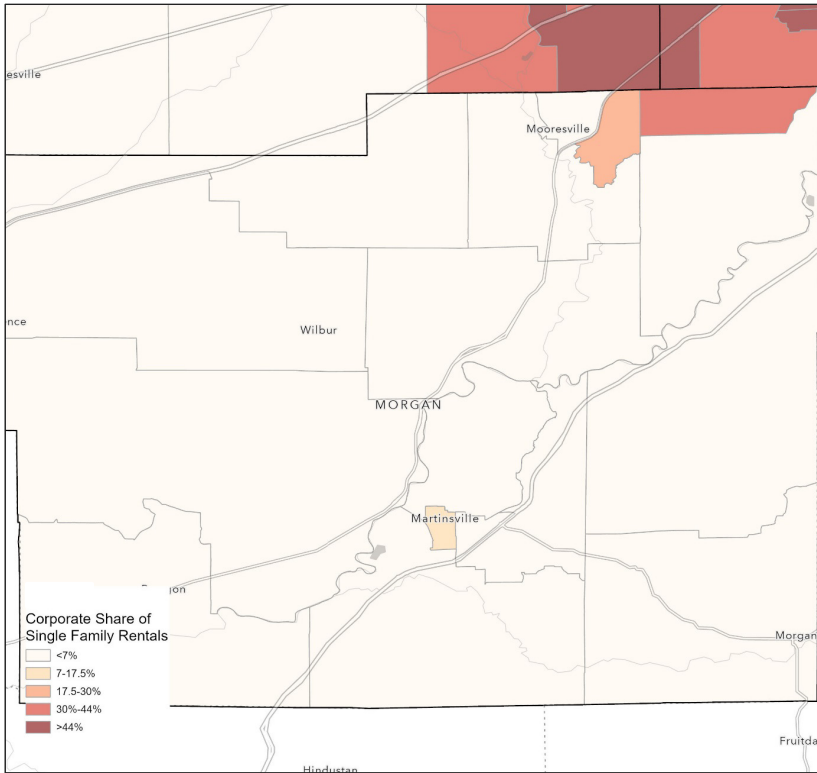 esville
Mooresville
ence
Wilbur
MORGAN
Martinsville
Corporate Share of
Single Family Rentals
<7%
7-17.5%
17.5-30%
30%-44%
>44%
Morgan
Fruitda
Hindustan